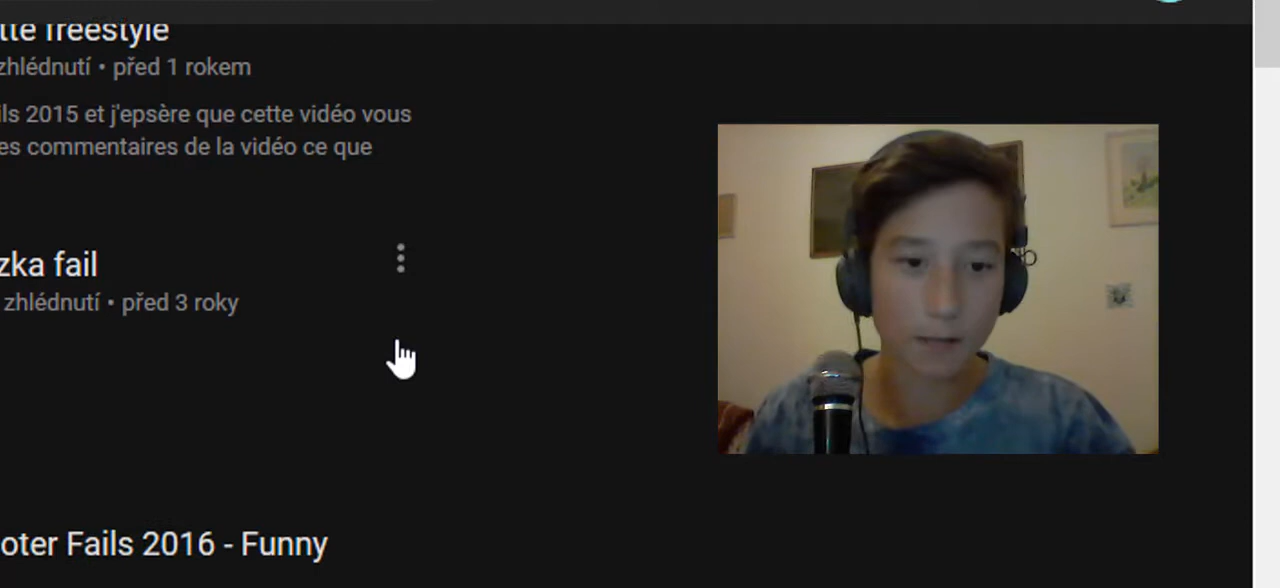 tte freestyle
zhlédnutí • před 1 rokem
ils 2015 et j'epsère que cette vidéo vous
es commentaires de la vidéo ce que
zka fail
zhlédnutí • před 3 roky
oter Fails 2016 - Funny